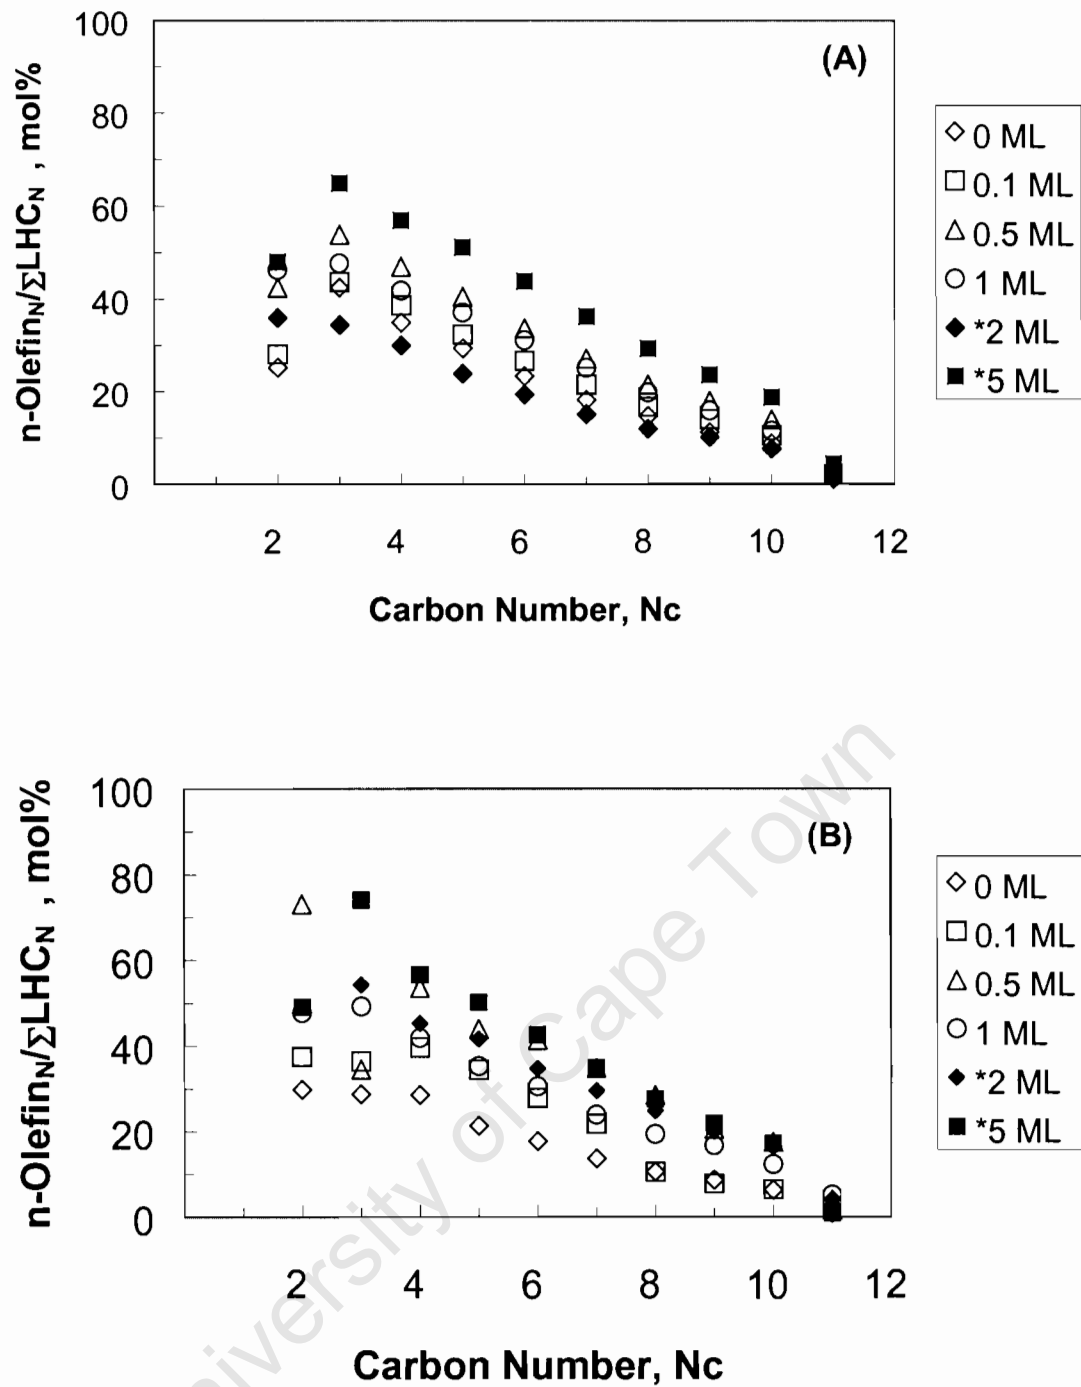 100
80
60
40
20
0
n-Olefin_N/ΣLHC_N , mol%
(A)
◇ 0 ML
□ 0.1 ML
△ 0.5 ML
○ 1 ML
◆ *2 ML
■ *5 ML
2 4 6 8 10 12
Carbon Number, Nc
100
80
60
40
20
0
n-Olefin_N/ΣLHC_N , mol%
(B)
◇ 0 ML
□ 0.1 ML
△ 0.5 ML
○ 1 ML
◆ *2 ML
■ *5 ML
2 4 6 8 10 12
Carbon Number, Nc
niversity of Cape Town